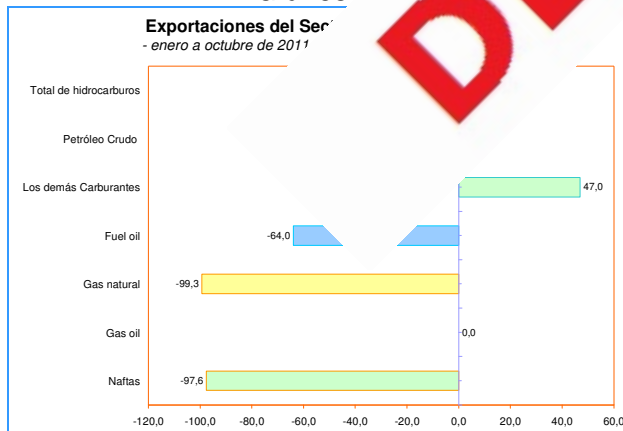 Exportaciones del
- enero a octubre de 2011
Total de hidrocarburos
Petróleo Crudo
Los demás Carburantes
47,0
Fuel oil
-64,0
Gas natural
-99,3
Gas oil
0,0
Naftas
-97,6
-120,0 -100,0 -80,0 -60,0 -40,0 -20,0 0,0 20,0 40,0 60,0